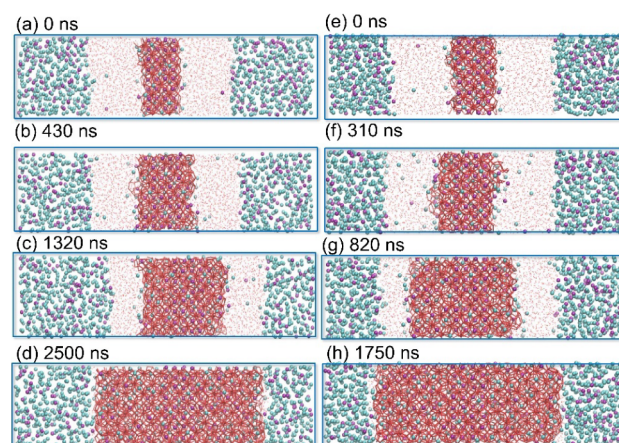 (a) 0 ns
(e) 0 ns
(b) 430 ns
(f) 310 ns
(c) 1320 ns
(g) 820 ns
(d) 2500 ns
(h) 1750 ns